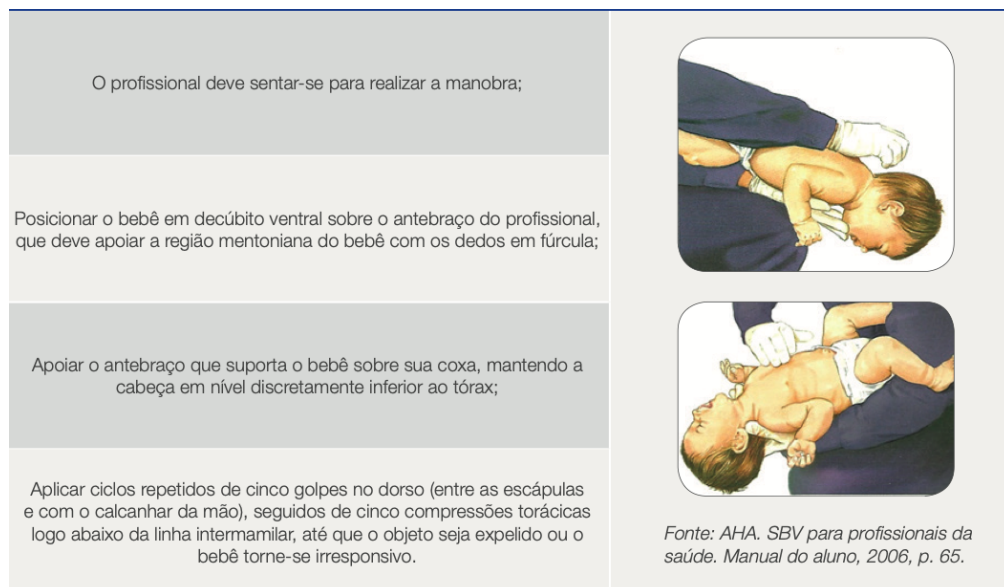 O profissional deve sentar-se para realizar a manobra;
Posicionar o bebê em decúbito ventral sobre o antebraço do profissional,
que deve apoiar a região mentoniana do bebê com os dedos em fúrcula;
Apoiar o antebraço que suporta o bebê sobre sua coxa, mantendo a
cabeça em nível discretamente inferior ao tórax;
Aplicar ciclos repetidos de cinco golpes no dorso (entre as escápulas
e com o calcanhar da mão), seguidos de cinco compressões torácicas
logo abaixo da linha intermamilar, até que o objeto seja expelido ou o
bebê torne-se irresponsivo.
Fonte: AHA. SBV para profissionais da
saúde. Manual do aluno, 2006, p. 65.